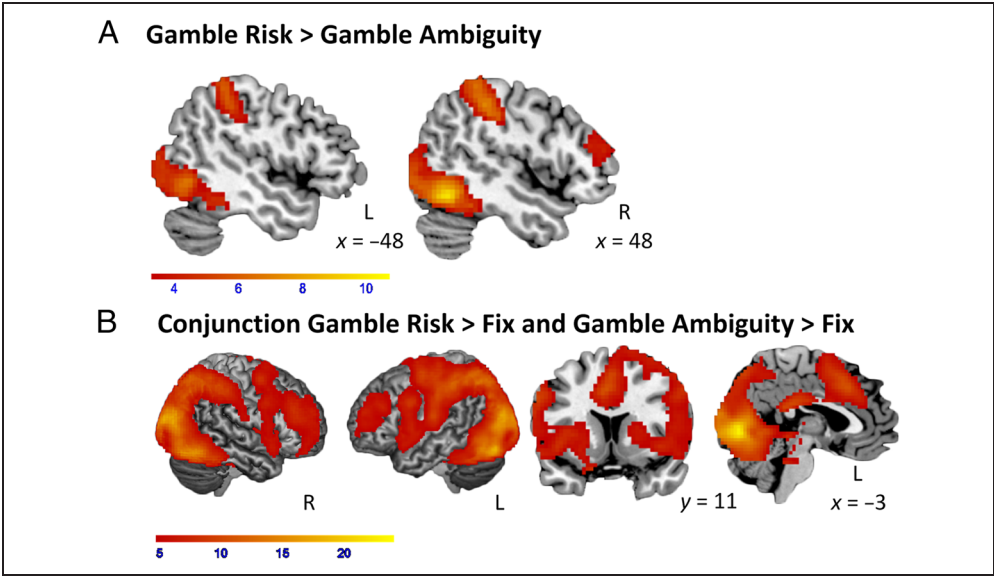 A Gamble Risk > Gamble Ambiguity
L
x = –48
R
x = 48
4 6 8 10
B Conjunction Gamble Risk > Fix and Gamble Ambiguity > Fix
R
L
y = 11
L
x = –3
5 10 15 20